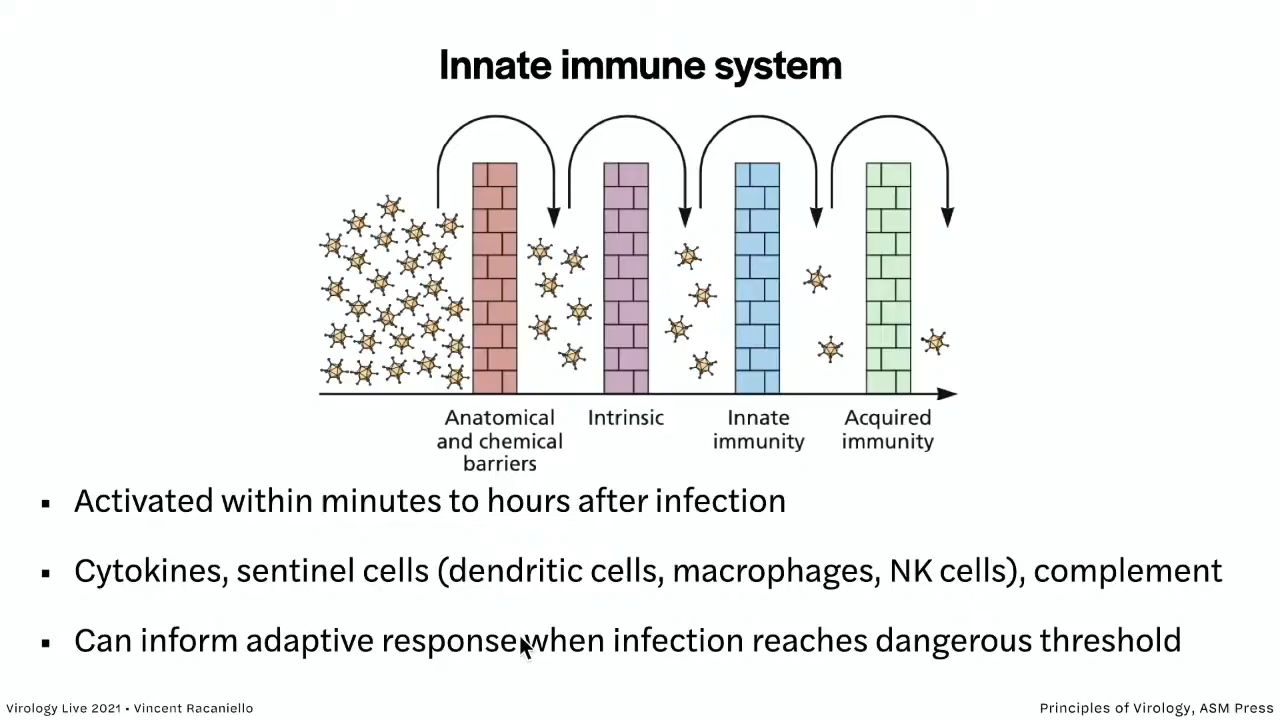 Innate immune system
Anatomical
and chemical
barriers
Intrinsic
Innate
immunity
Acquired
immunity
▪ Activated within minutes to hours after infection
▪ Cytokines, sentinel cells (dendritic cells, macrophages, NK cells), complement
▪ Can inform adaptive response when infection reaches dangerous threshold
Virology Live 2021 • Vincent Racaniello
Principles of Virology, ASM Press